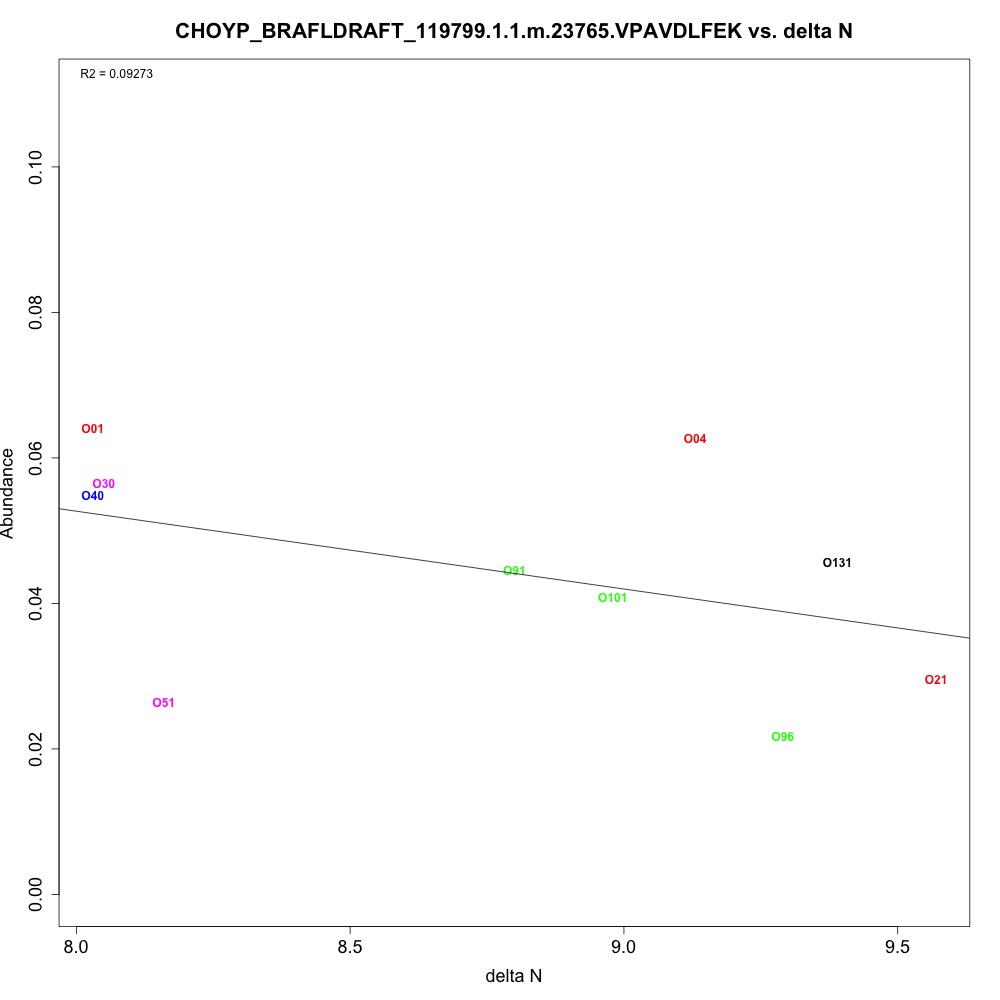 CHOYP_BRAFLDRAFT_119799.1.1.m.23765.VPAVDLFEK vs. delta N
R2 = 0.09273
0.10
0.08
O01
O04
0.06
O30
O40
Abundance
O131
O91
O101
0.04
O21
O51
O96
0.02
0.00
8.0 8.5 9.0 9.5
delta N